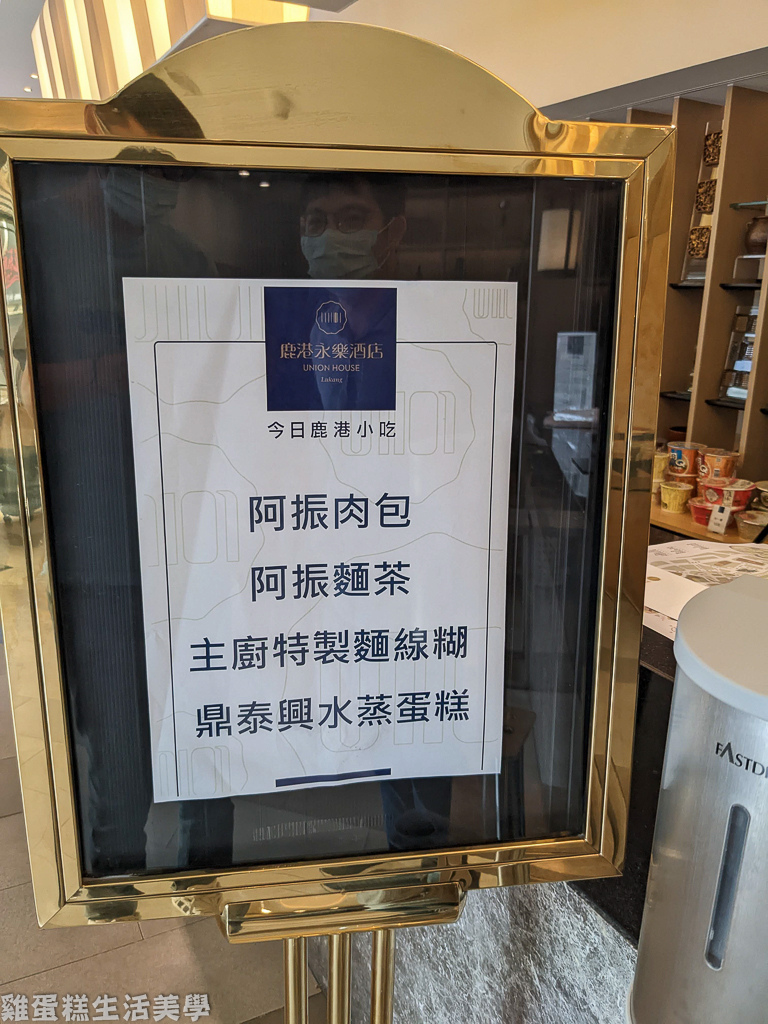 鹿港永樂酒店
UNION HOUSE
Lukang
今日鹿港小吃
阿振肉包
阿振麵茶
主廚特製麵線糊
鼎泰興水蒸蛋糕
FASTD
雞蛋糕生活美學